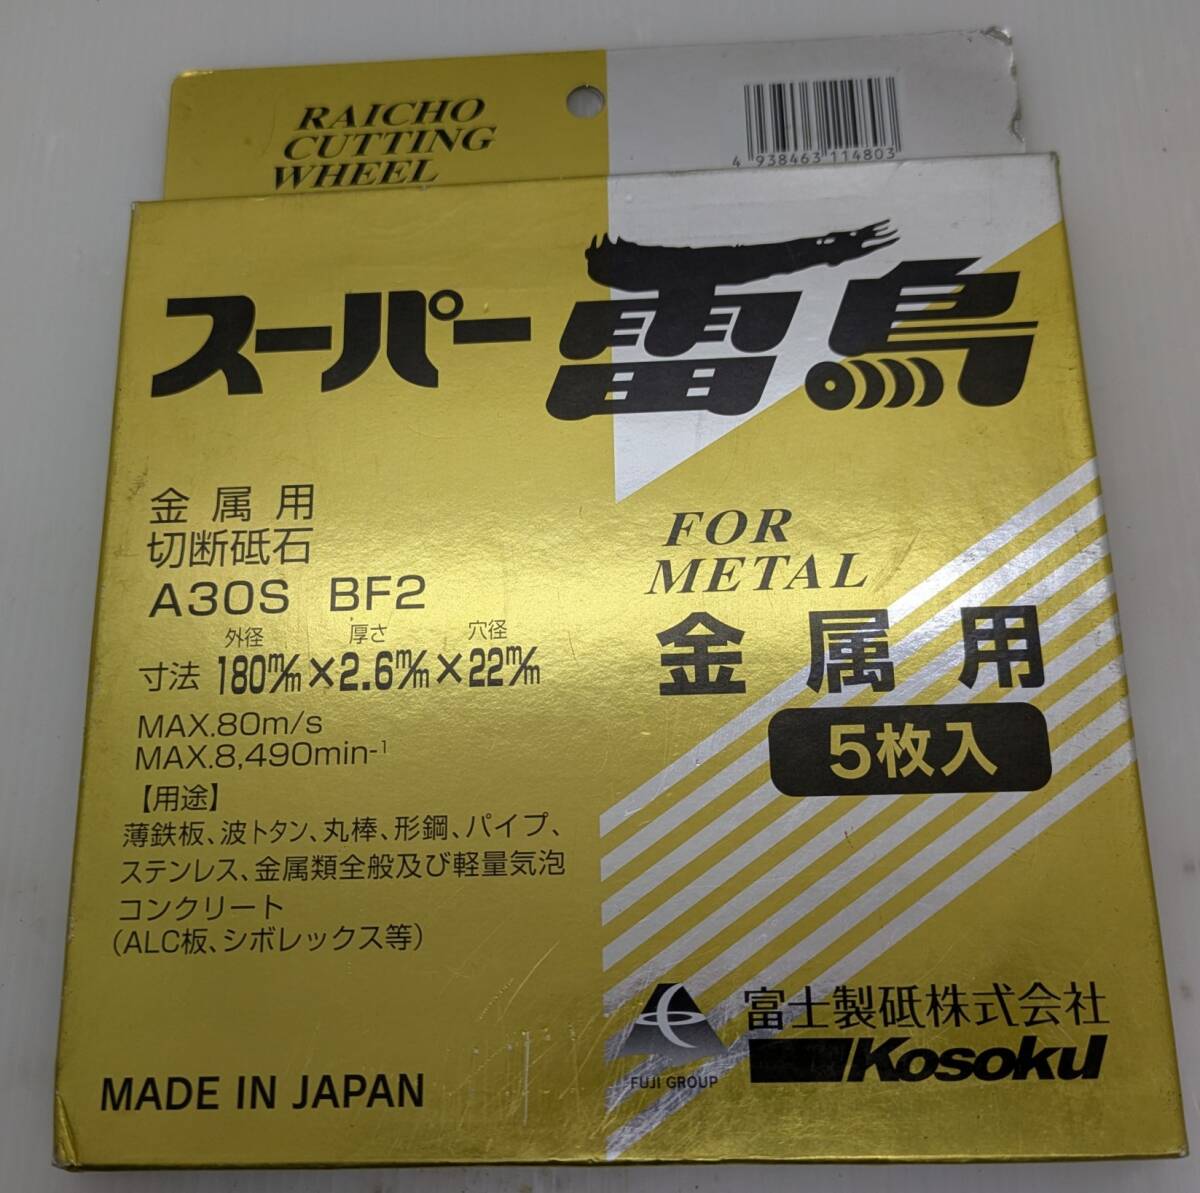 RAICHO
CUTTING
WHEEL
4 938463 114803
スーパー雷鳥
金属用
切断砥石
A30S BF2
外径 厚さ 穴径
寸法 180m/m×2.6m/m×22m/m
MAX.80m/s
MAX.8,490min-1
【用途】
薄鉄板、波トタン、丸棒、形鋼、パイプ、
ステンレス、金属類全般及び軽量気泡
コンクリート
(ALC板、シポレックス等)
MADE IN JAPAN
FOR
METAL
金属用
5枚入
富士製砥株式会社
Kosoku
FUJI GROUP